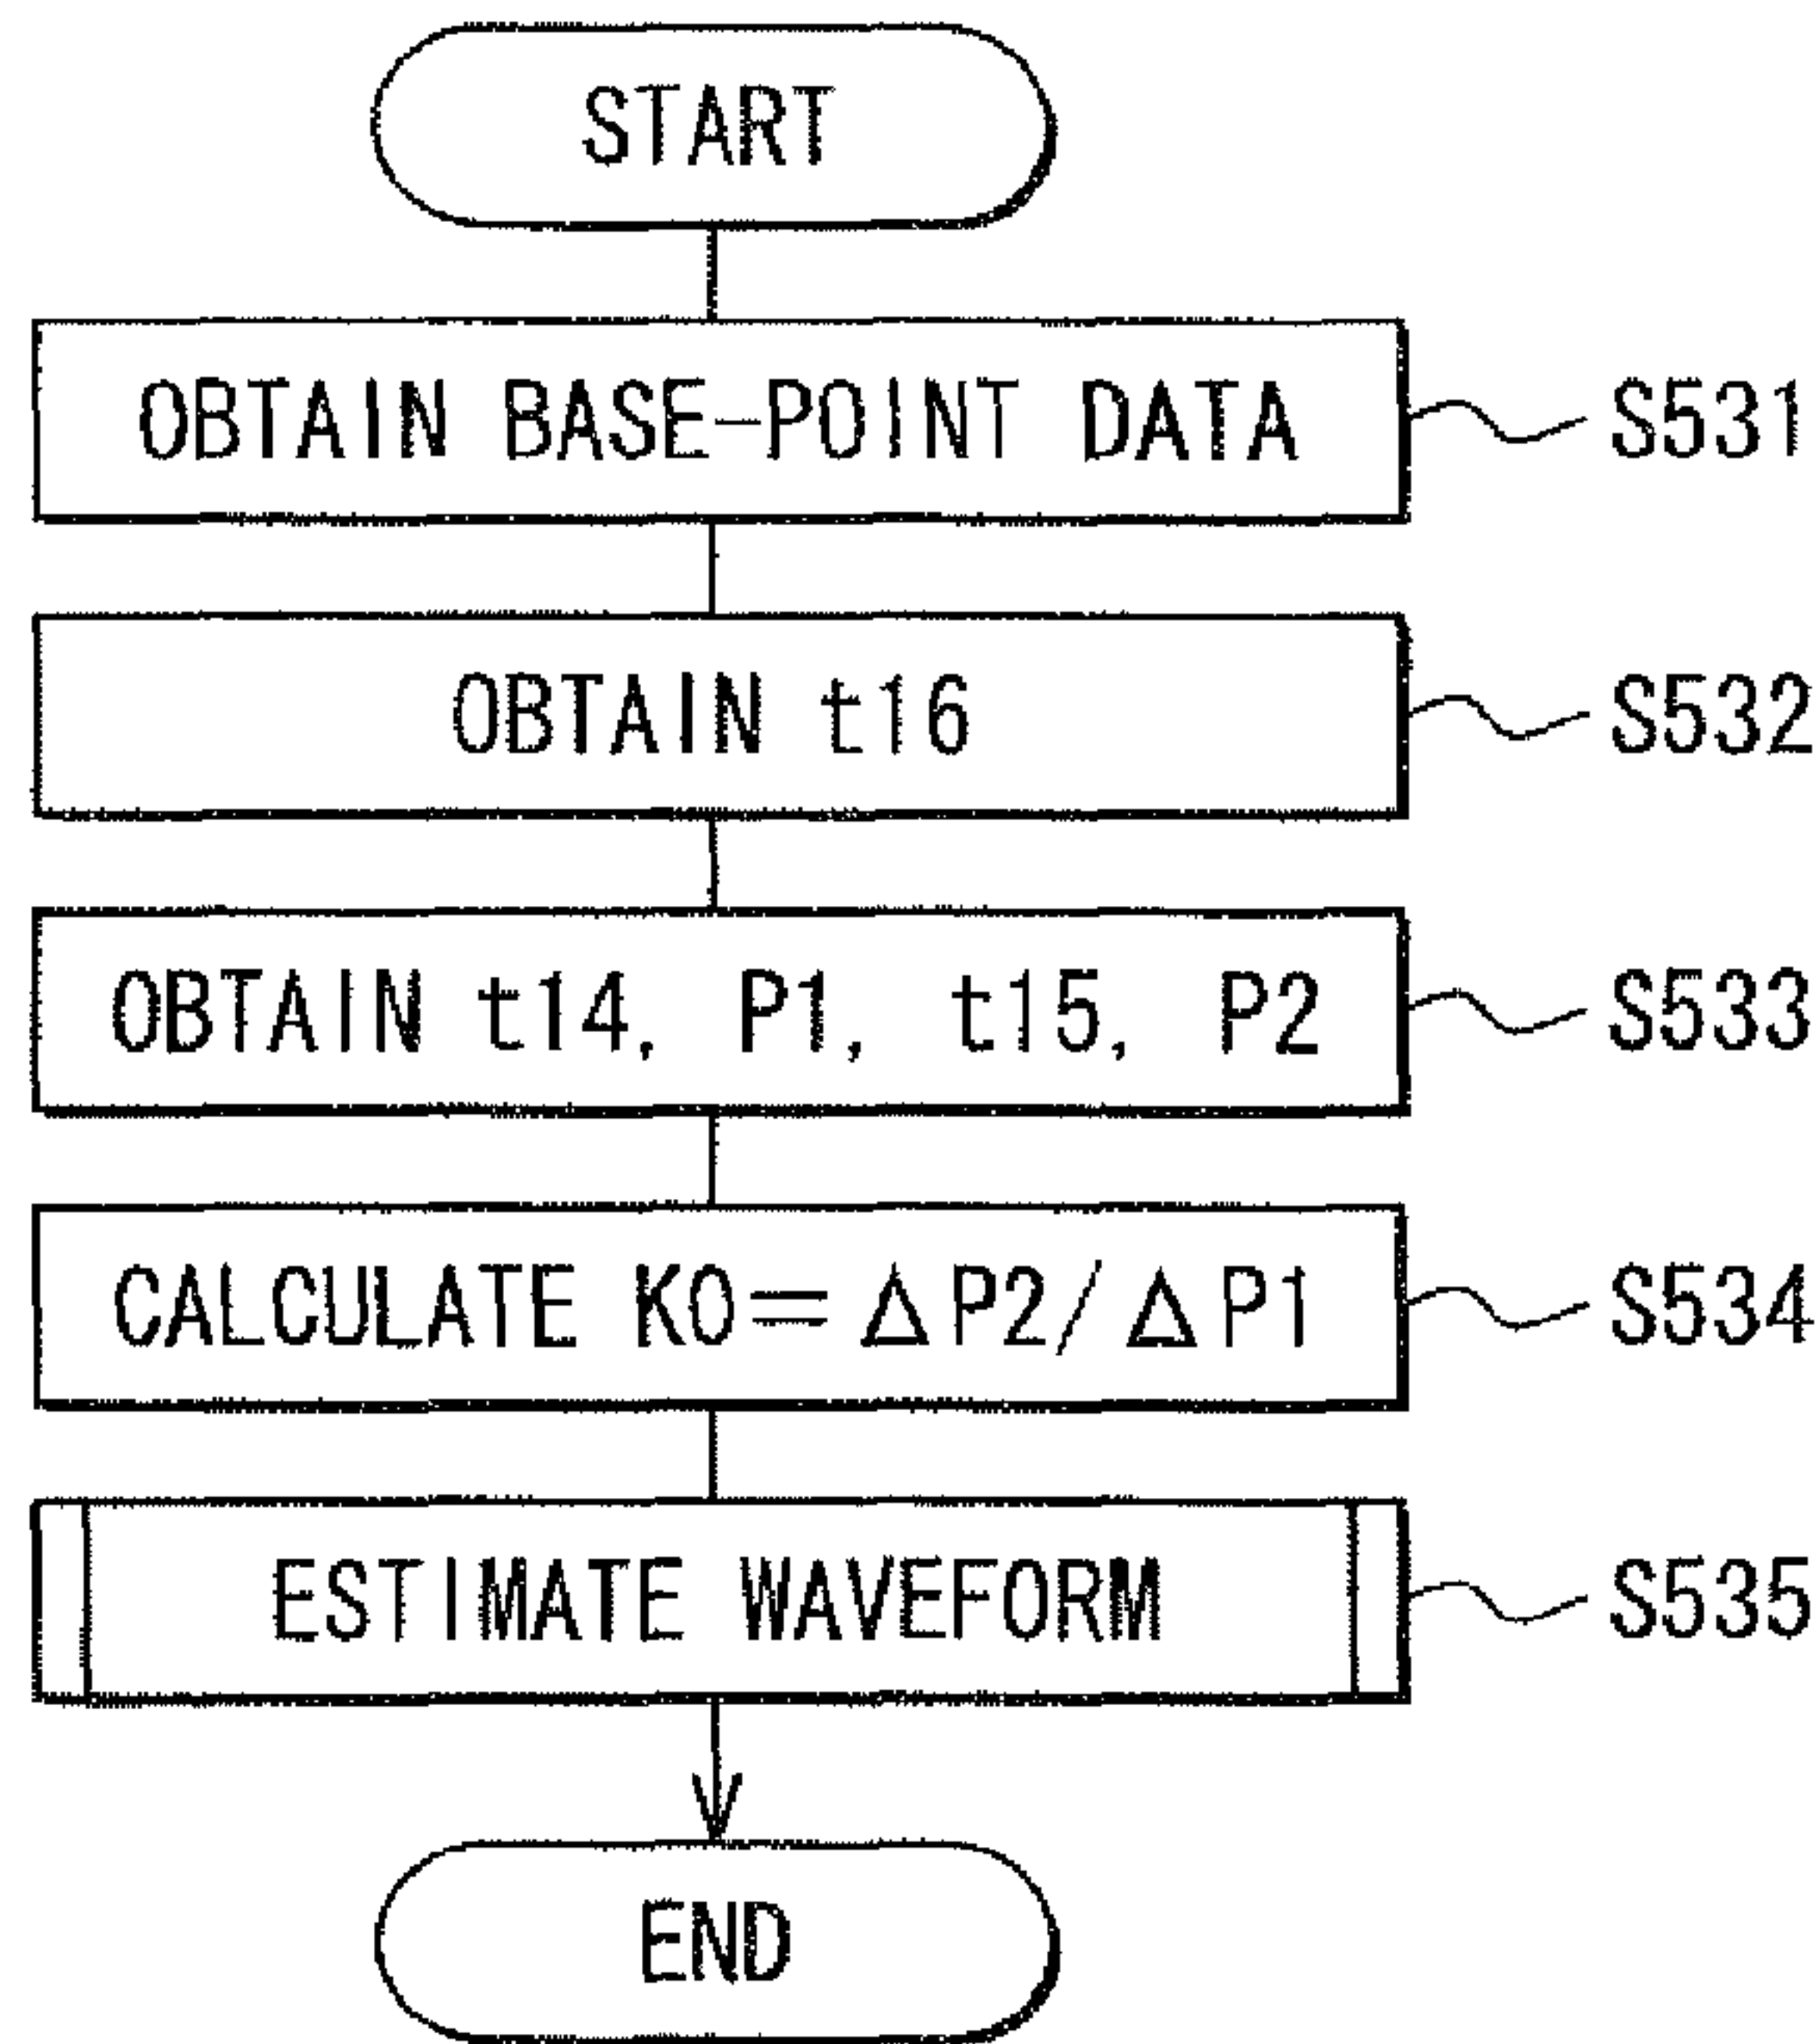 START
OBTAIN BASE-POINT DATA S531
OBTAIN t16 S532
OBTAIN t14, P1, t15, P2 S533
CALCULATE K0=ΔP2/ΔP1 S534
ESTIMATE WAVEFORM S535
END